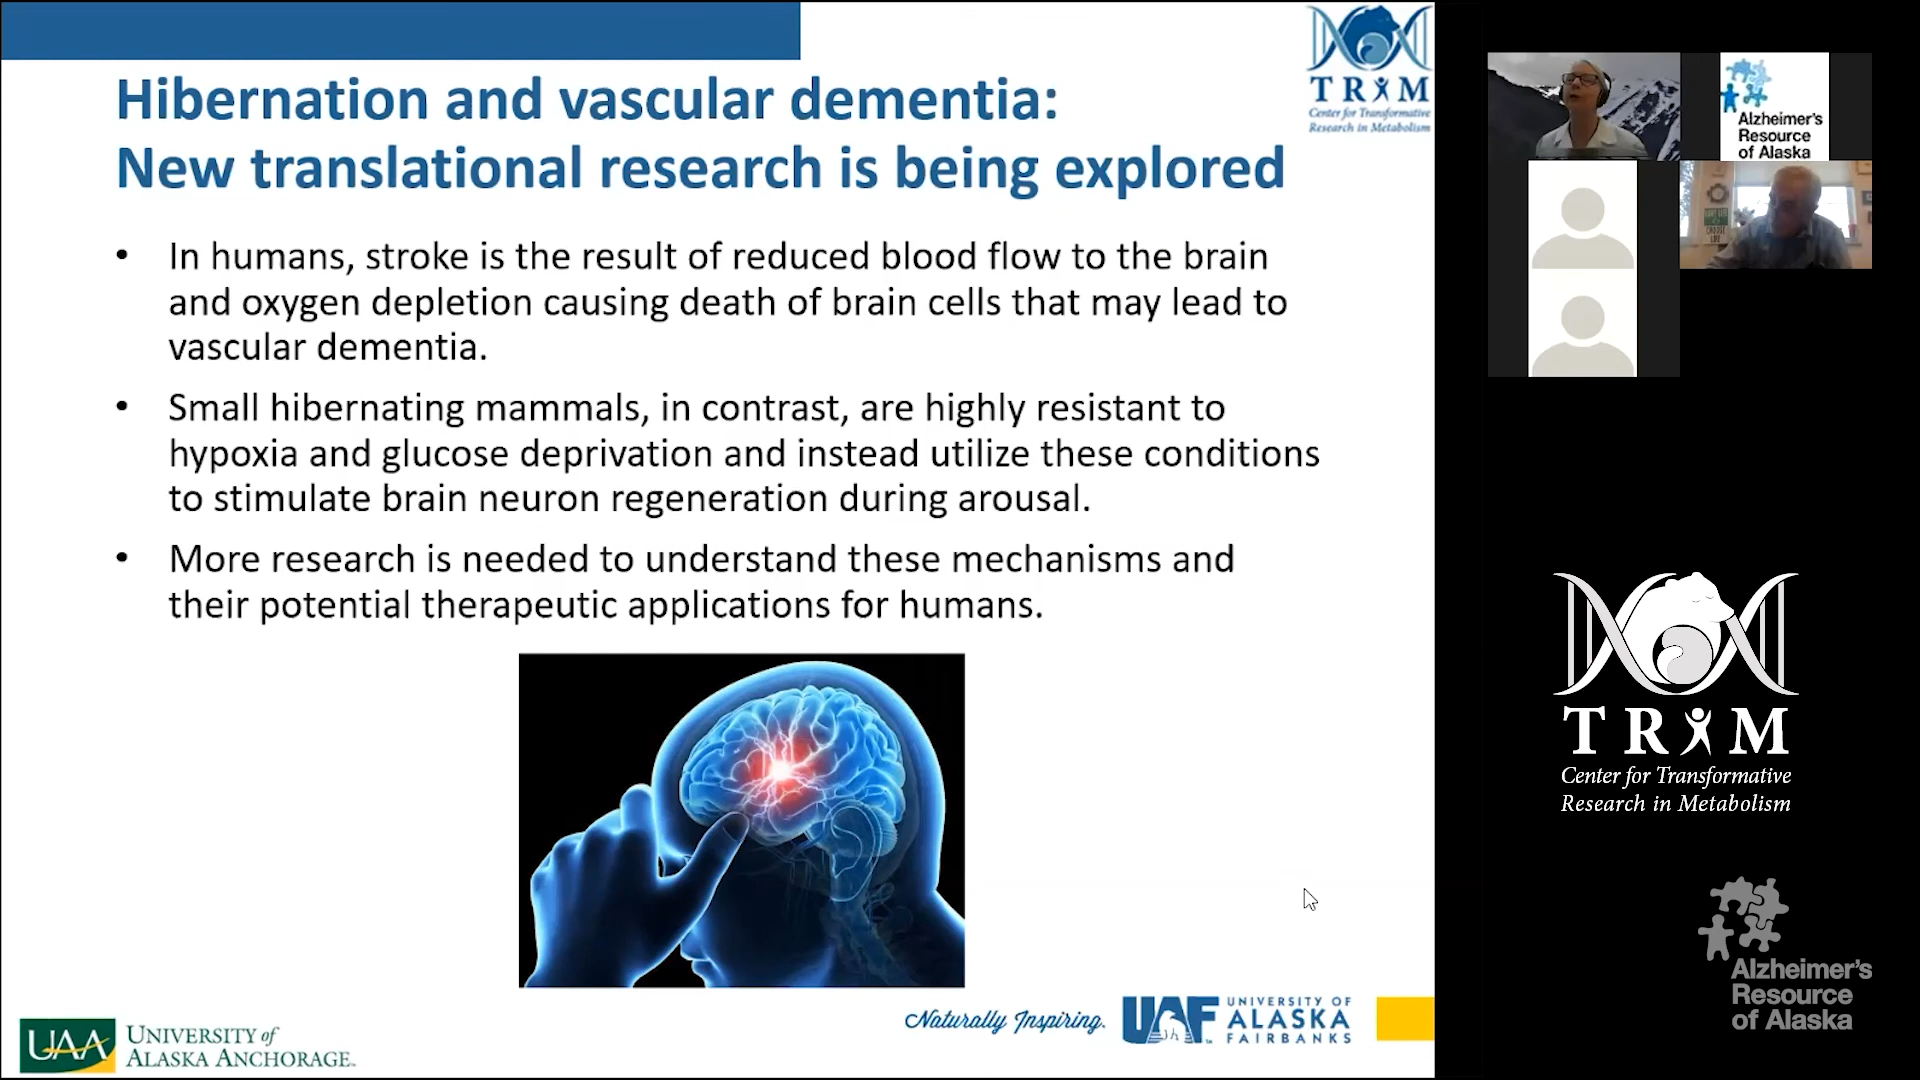 Hibernation and vascular dementia:
New translational research is being explored
• In humans, stroke is the result of reduced blood flow to the brain
and oxygen depletion causing death of brain cells that may lead to
vascular dementia.
• Small hibernating mammals, in contrast, are highly resistant to
hypoxia and glucose deprivation and instead utilize these conditions
to stimulate brain neuron regeneration during arousal.
• More research is needed to understand these mechanisms and
their potential therapeutic applications for humans.
TRiM
Center for Transformative
Research in Metabolism
UAA UNIVERSITY of
ALASKA ANCHORAGE
Naturally Inspiring.
UAF UNIVERSITY OF
ALASKA
FAIRBANKS
Alzheimer's
Resource
of Alaska
TRiM
Center for Transformative
Research in Metabolism
Alzheimer's
Resource
of Alaska